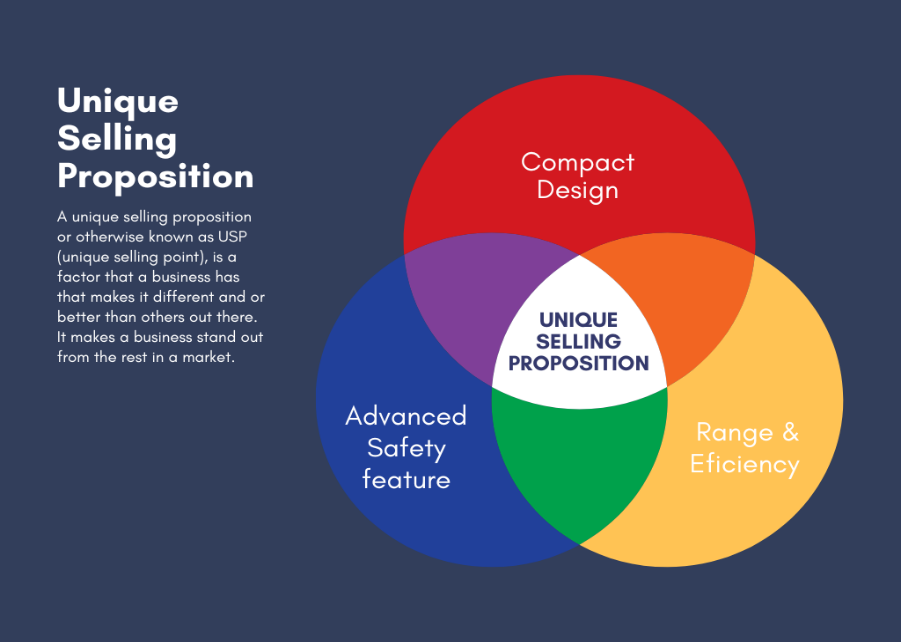 Unique
Selling
Proposition
A unique selling proposition
or otherwise known as USP
(unique selling point), is a
factor that a business has
that makes it different and or
better than others out there.
It makes a business stand out
from the rest in a market.
Compact
Design
UNIQUE
SELLING
PROPOSITION
Advanced
Safety
feature
Range &
Eficiency